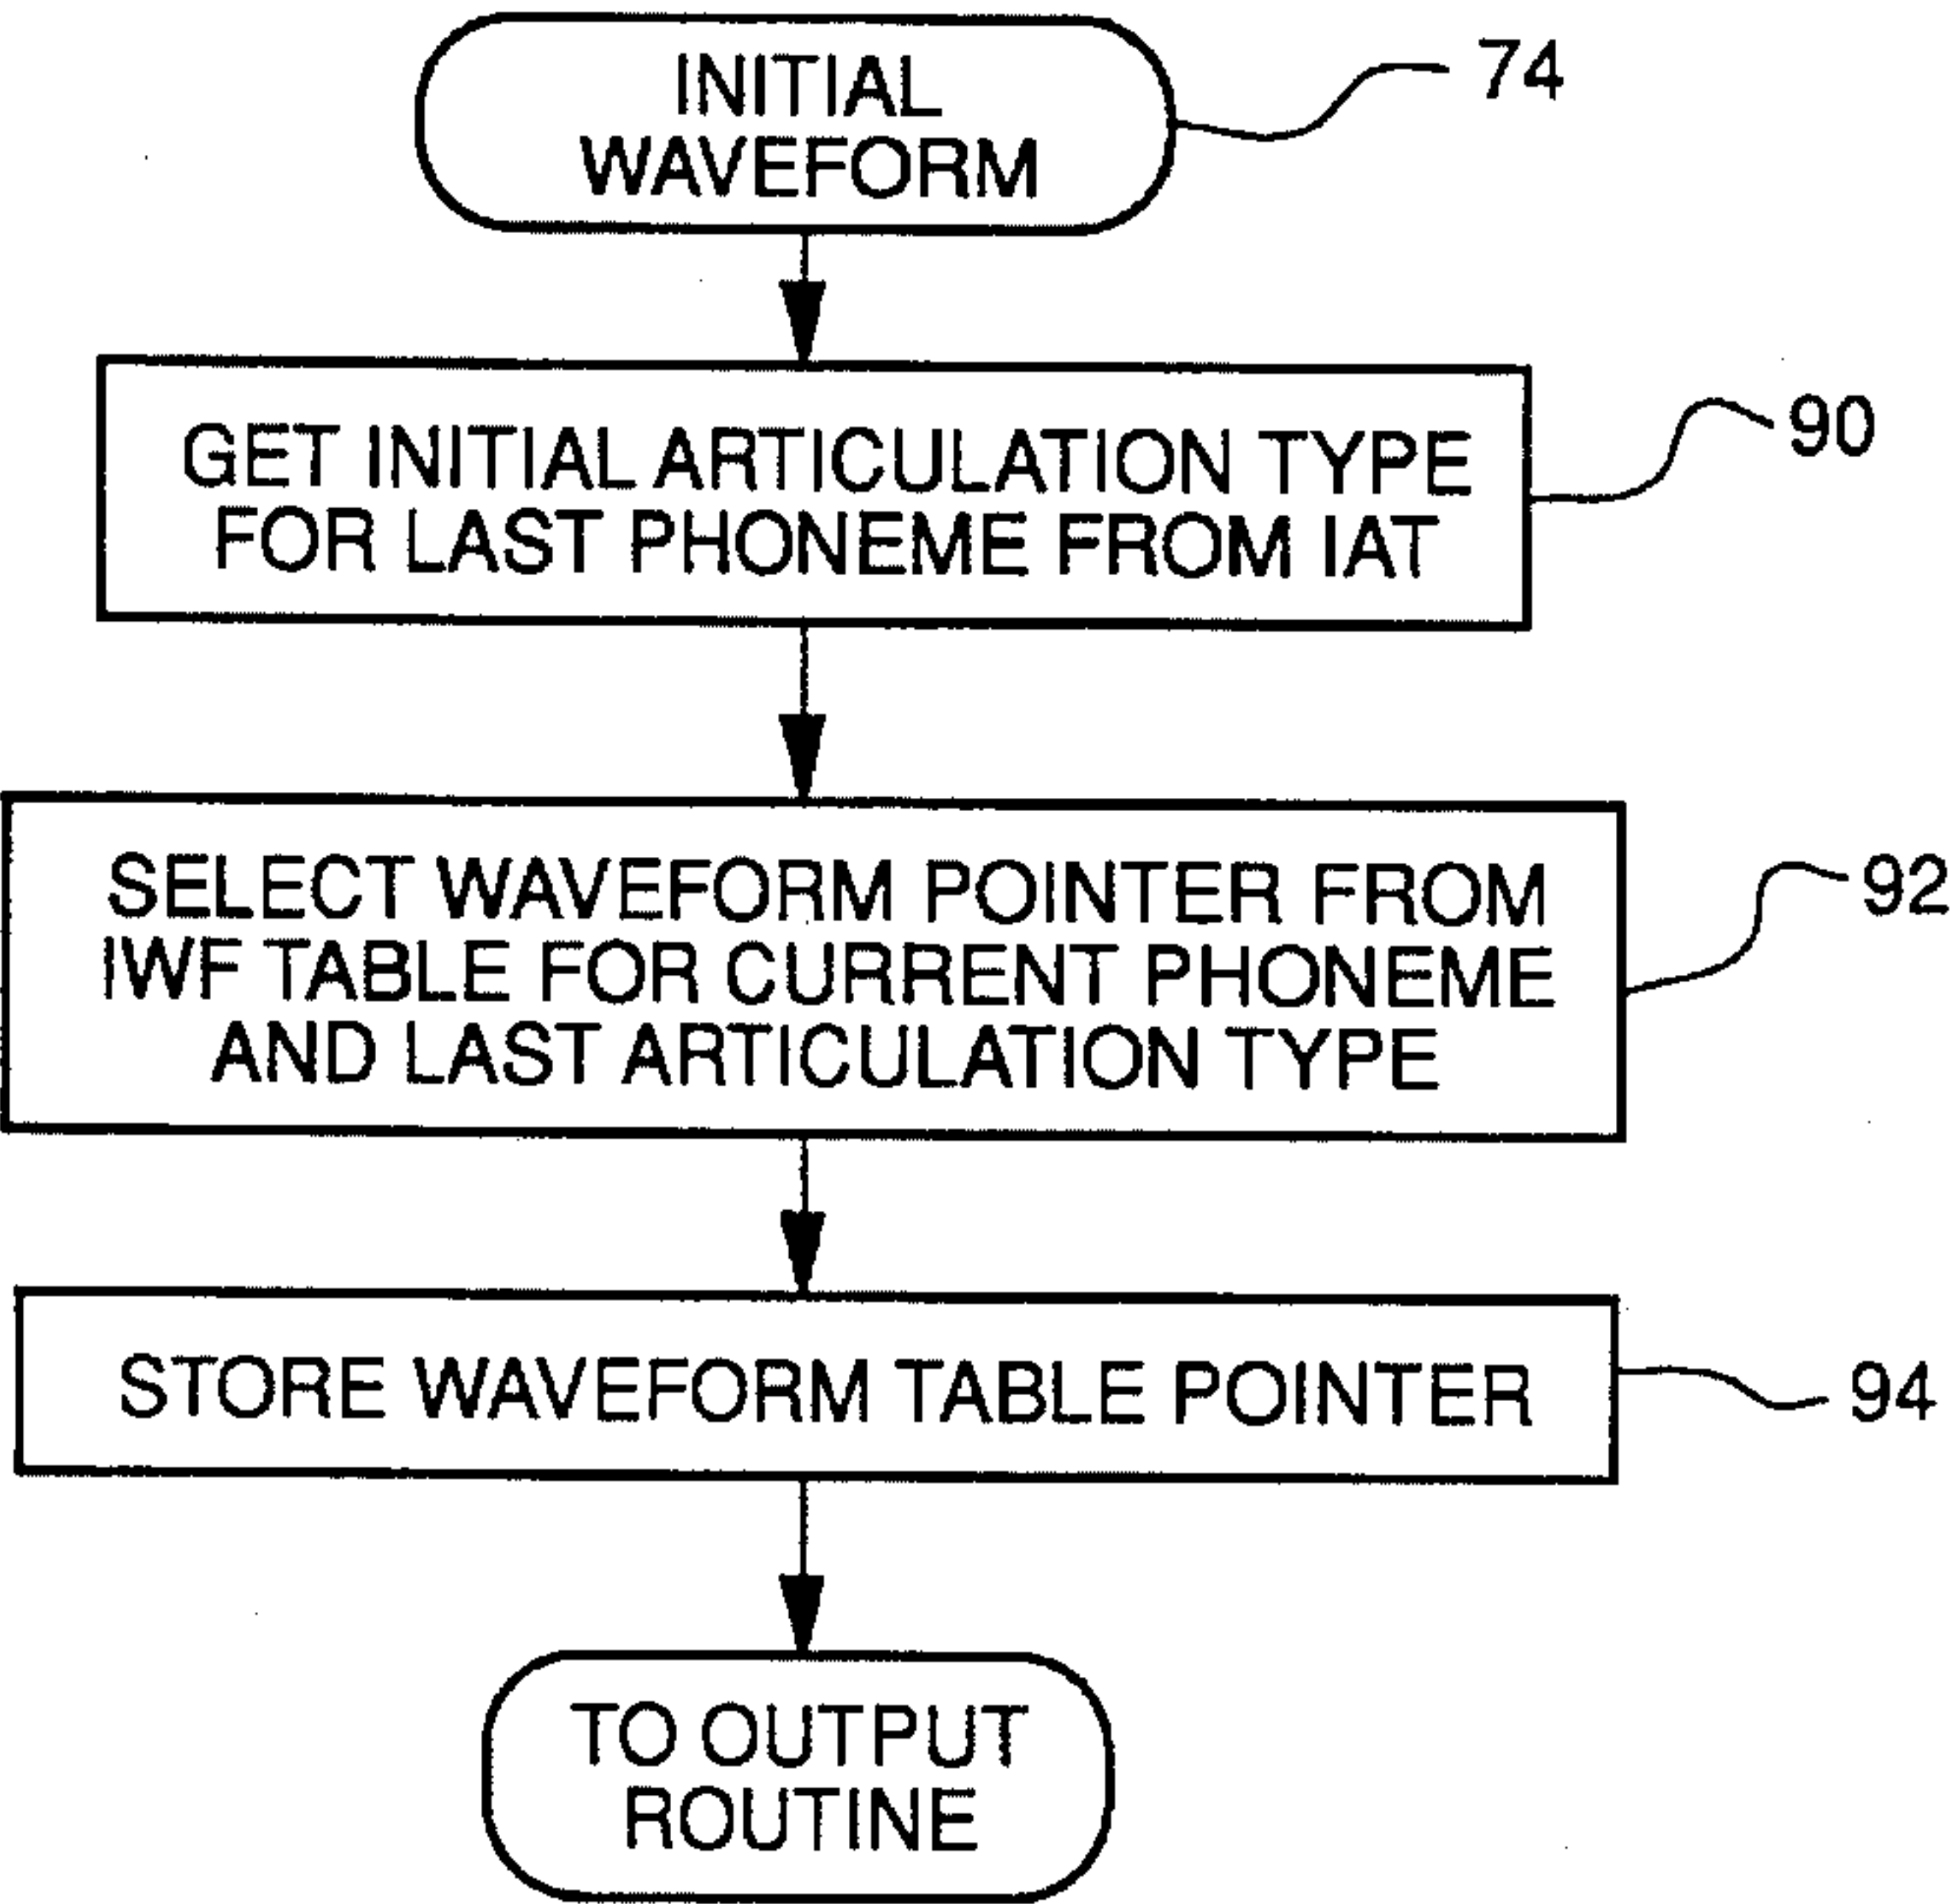 INITIAL
WAVEFORM
74
GET INITIAL ARTICULATION TYPE
FOR LAST PHONEME FROM IAT
90
SELECT WAVEFORM POINTER FROM
IWF TABLE FOR CURRENT PHONEME
AND LAST ARTICULATION TYPE
92
STORE WAVEFORM TABLE POINTER
94
TO OUTPUT
ROUTINE